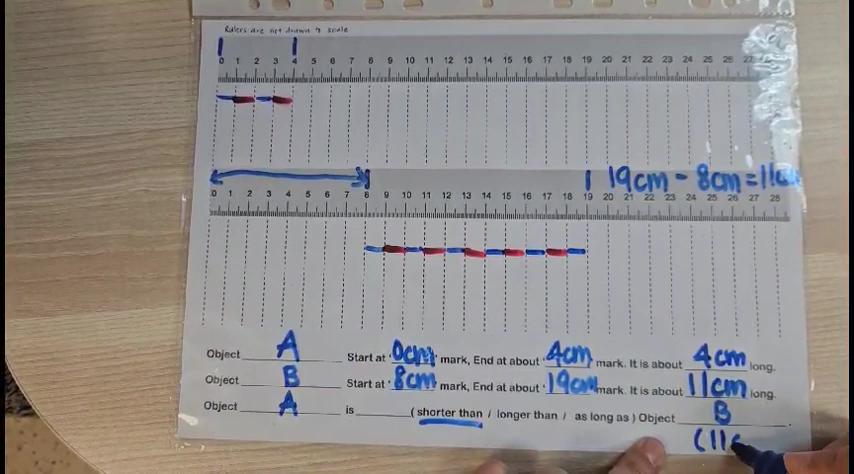 Rulers are not drawn to scale
0 1 2 3 4 5 6 7 8 9 10 11 12 13 14 15 16 17 18 19 20 21 22 23 24 25 26 27
19cm - 8cm = 11cm
0 1 2 3 4 5 6 7 8 9 10 11 12 13 14 15 16 17 18 19 20 21 22 23 24 25 26 27 28
Object A Start at '0cm' mark, End at about '4cm' mark. It is about 4cm long.
Object B Start at '8cm' mark, End at about '19cm' mark. It is about 11cm long.
Object A is (shorter than / longer than / as long as) Object B.
(11c